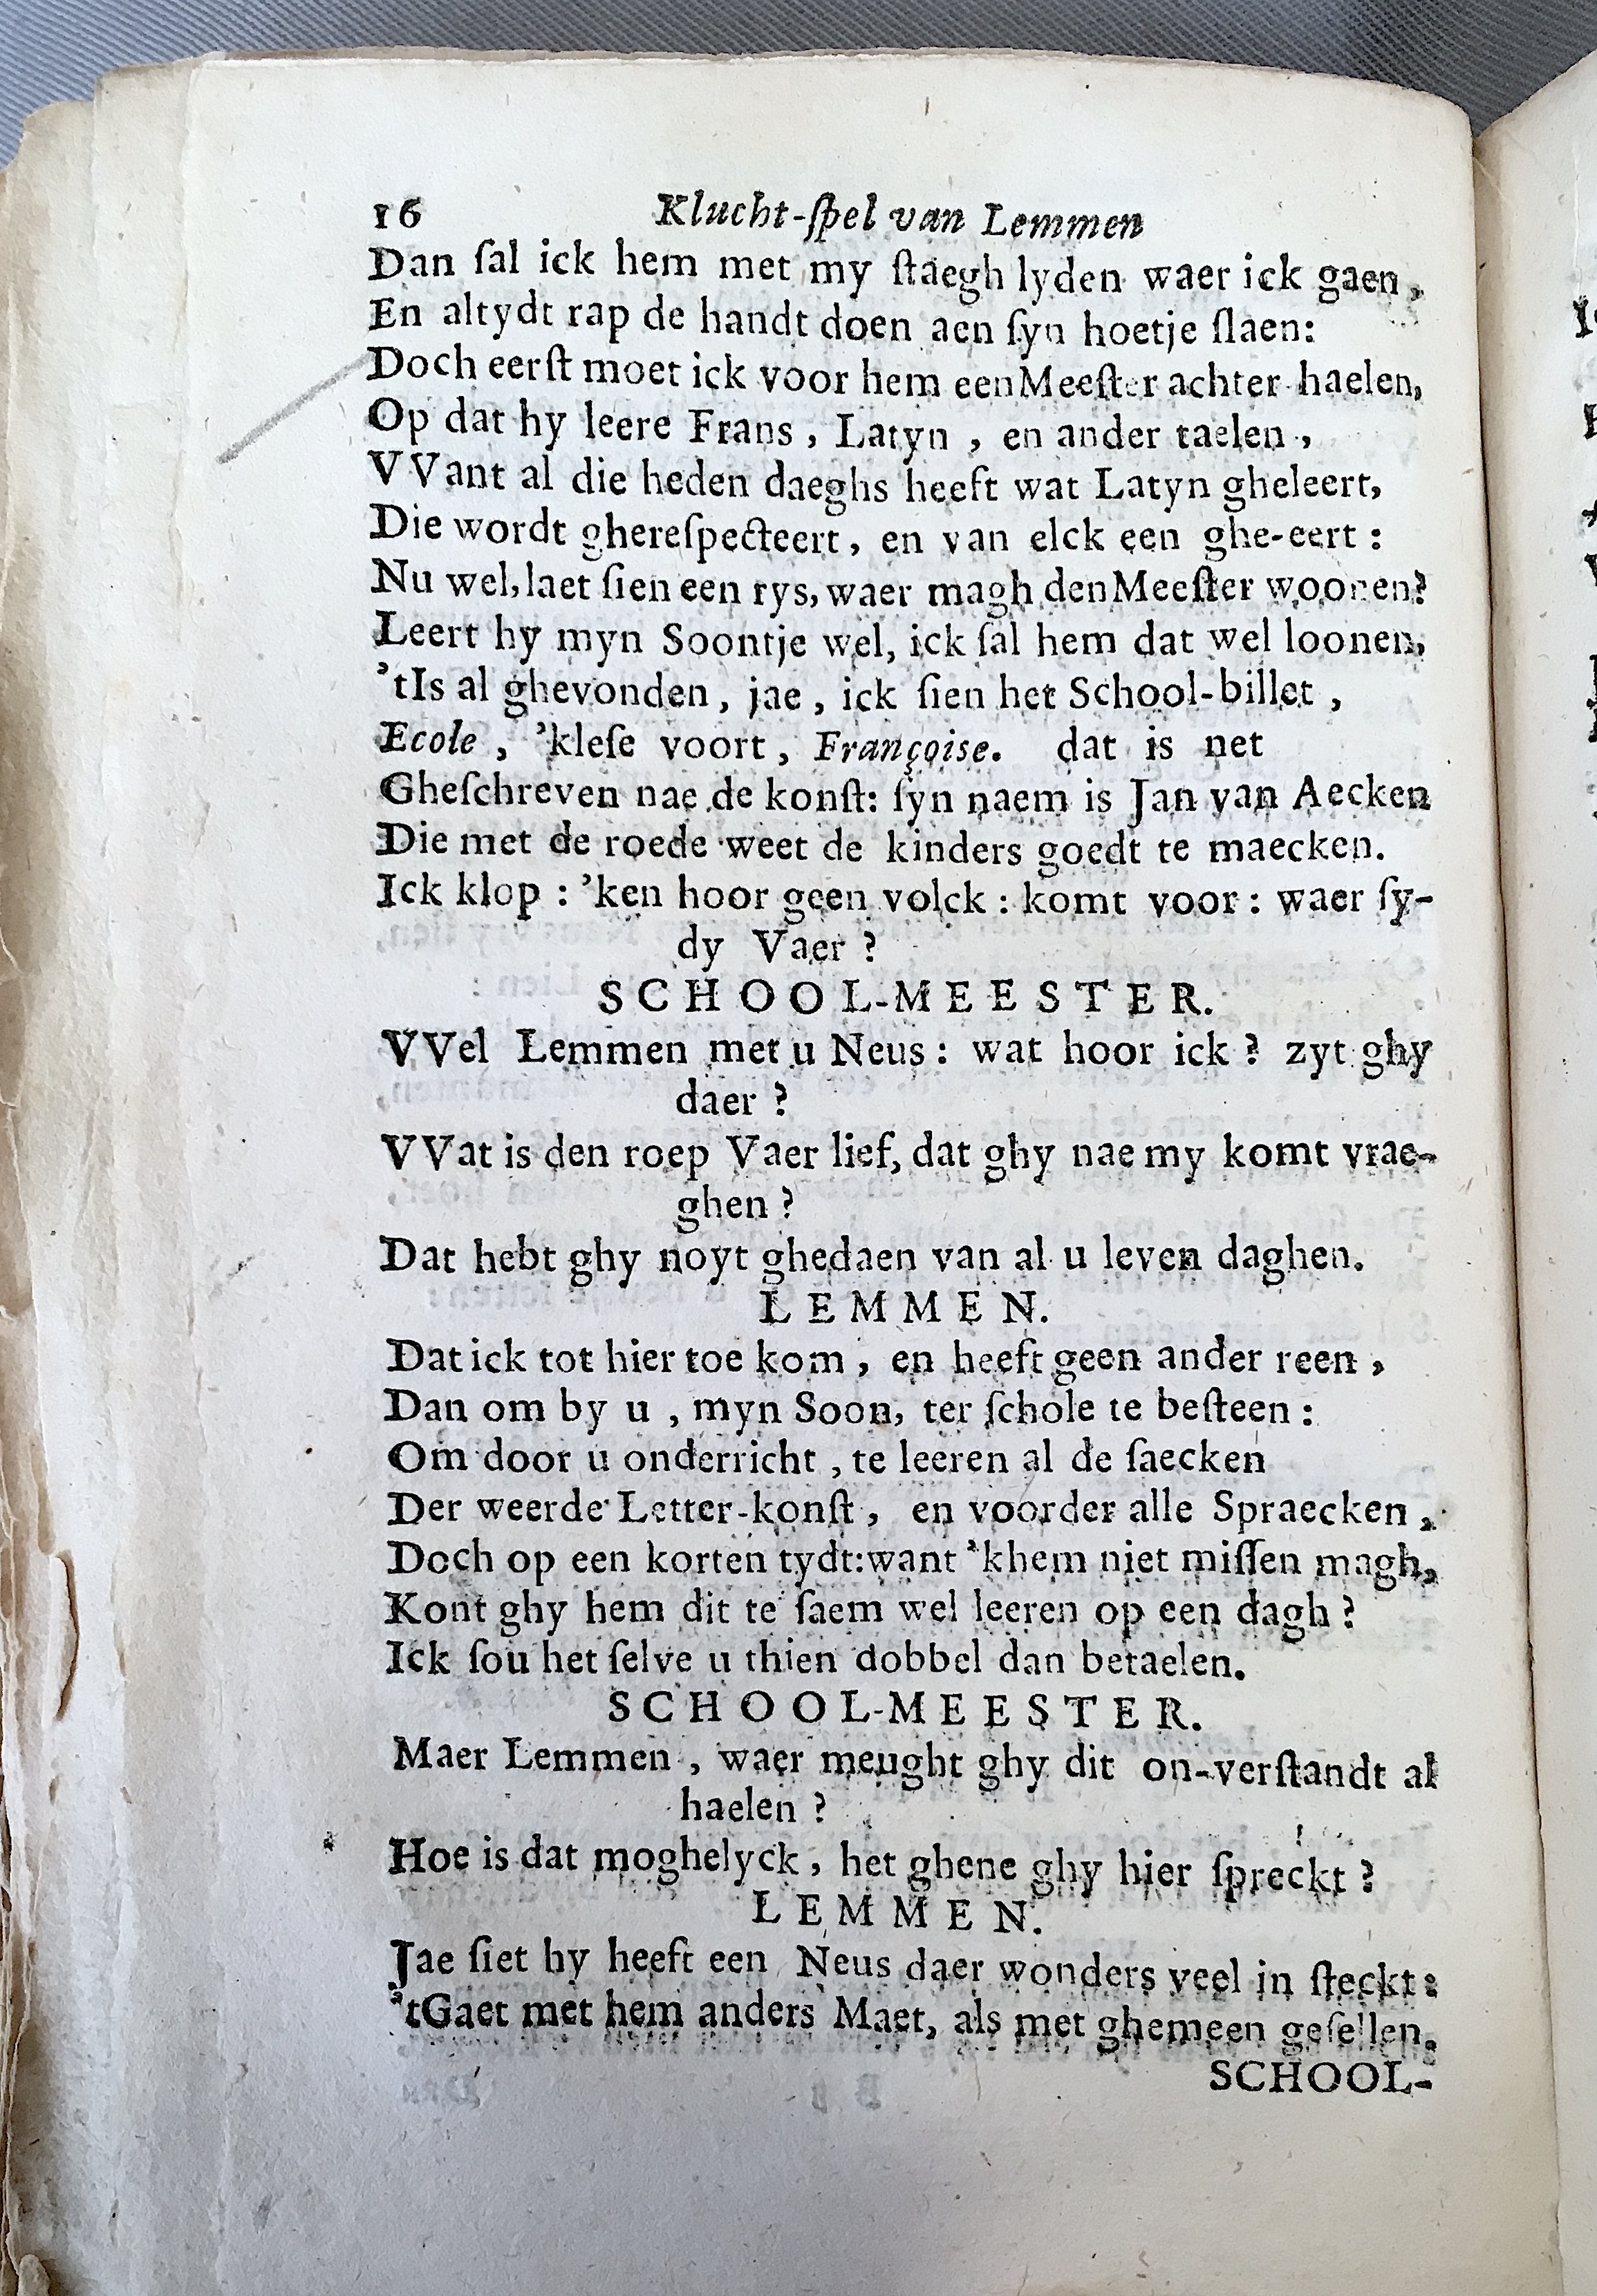 16 Klucht-ſpel van Lemmen
Dan ſal ick hem met my ſtaegh lyden waer ick gaen,
En altydt rap de handt doen aen ſyn hoetje ſlaen:
Doch eerſt moet ick voor hem een Meeſter achter haelen,
Op dat hy leere Frans, Latyn, en ander taelen,
VVant al die heden daeghs heeft wat Latyn gheleert,
Die wordt ghereſpecteert, en van elck een ghe-eert:
Nu wel, laet ſien een rys, waer magh den Meeſter woonen?
Leert hy myn Soontje wel, ick ſal hem dat wel loonen,
'tIs al ghevonden, jae, ick ſien het School-billet,
Ecole, 'kleſe voort, Françoise. dat is net
Gheſchreven nae de konſt: ſyn naem is Jan van Aecken
Die met de roede weet de kinders goedt te maecken.
Ick klop: 'ken hoor geen volck: komt voor: waer ſy-
dy Vaer?
SCHOOL-MEESTER.
VVel Lemmen met u Neus: wat hoor ick? zyt ghy
daer?
VVat is den roep Vaer lief, dat ghy nae my komt vrae-
ghen?
Dat hebt ghy noyt ghedaen van al u leven daghen.
LEMMEN.
Dat ick tot hier toe kom, en heeft geen ander reen,
Dan om by u, myn Soon, ter ſchole te beſteen:
Om door u onderricht, te leeren al de ſaecken
Der weerde Letter-konſt, en voorder alle Spraecken,
Doch op een korten tydt: want 'khem niet miſſen magh,
Kont ghy hem dit te ſaem wel leeren op een dagh?
Ick ſou het ſelve u thien dobbel dan betaelen.
SCHOOL-MEESTER.
Maer Lemmen, waer meught ghy dit on-verſtandt al
haelen?
Hoe is dat moghelyck, het ghene ghy hier ſpreckt?
LEMMEN.
Jae ſiet hy heeft een Neus daer wonders veel in ſteckt:
'tGaet met hem anders Maet, als met ghemeen geſellen.
SCHOOL-